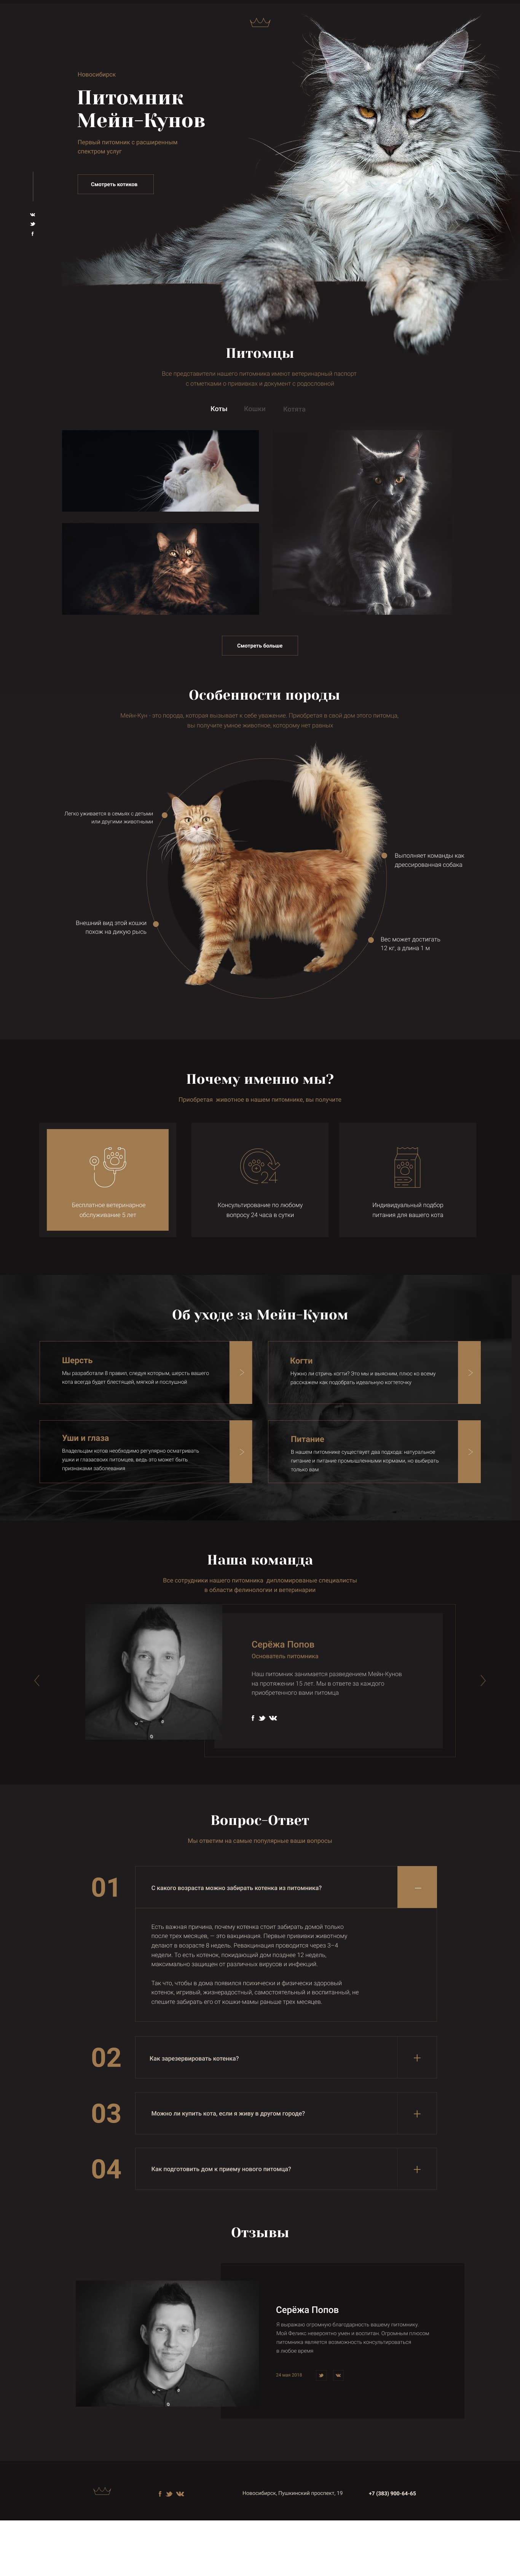 Новосибирск
Питомник
Мейн-Кунов
Первый питомник с расширенным
спектром услуг
Смотреть котиков
Питомцы
Все представители нашего питомника имеют ветеринарный паспорт
с отметками о прививках и документ с родословной
Коты Кошки Котята
Смотреть больше
Особенности породы
Мейн-Кун - это порода, которая вызывает к себе уважение. Приобретая в свой дом этого питомца,
вы получите умное животное, которому нет равных
Легко уживается в семьях с детьми
или другими животными
Выполняет команды как
дрессированная собака
Внешний вид этой кошки
похож на дикую рысь
Вес может достигать
12 кг, а длина 1 м
Почему именно мы?
Приобретая животное в нашем питомнике, вы получите
Бесплатное ветеринарное
обслуживание 5 лет
24
Консультирование по любому
вопросу 24 часа в сутки
Индивидуальный подбор
питания для вашего кота
Об уходе за Мейн-Куном
Шерсть
Мы разработали 8 правил, следуя которым, шерсть вашего
кота всегда будет блестящей, мягкой и послушной
Когти
Нужно ли стричь когти? Это мы и выясним, плюс ко всему
расскажем как подобрать идеальную когтеточку
Уши и глаза
Владельцам котов необходимо регулярно осматривать
ушки и глазасвоих питомцев, ведь это может быть
признаками заболевания
Питание
В нашем питомнике существует два подхода: натуральное
питание и питание промышленными кормами, но выбирать
только вам
Наша команда
Все сотрудники нашего питомника дипломированые специалисты
в области фелинологии и ветеринарии
Серёжа Попов
Основатель питомника
Наш питомник занимается разведением Мейн-Кунов
на протяжении 15 лет. Мы в ответе за каждого
приобретенного вами питомца
Вопрос-Ответ
Мы ответим на самые популярные ваши вопросы
01
С какого возраста можно забирать котенка из питомника?
Есть важная причина, почему котенка стоит забирать домой только
после трех месяцев, — это вакцинация. Первые прививки животному
делают в возрасте 8 недель. Ревакцинация проводится через 3–4
недели. То есть котенок, покидающий дом позднее 12 недель,
максимально защищен от различных вирусов и инфекций.
Так что, чтобы в дома появился психически и физически здоровый
котенок, игривый, жизнерадостный, самостоятельный и воспитанный, не
спешите забирать его от кошки-мамы раньше трех месяцев.
02
Как зарезервировать котенка?
03
Можно ли купить кота, если я живу в другом городе?
04
Как подготовить дом к приему нового питомца?
Отзывы
Серёжа Попов
Я выражаю огромную благодарность вашему питомнику.
Мой Феликс невероятно умен и воспитан. Огромным плюсом
питомника является возможность консультироваться
в любое время
24 мая 2018
Новосибирск, Пушкинский проспект, 19
+7 (383) 900-64-65